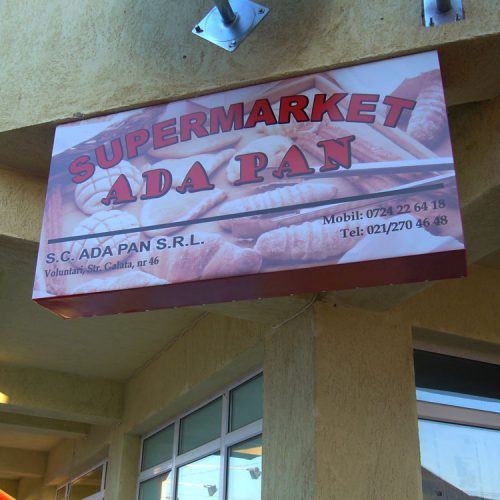 SUPERMARKET
ADA PAN
S.C. ADA PAN S.R.L.
Voluntari, Str. Galata, nr 46
Mobil: 0724 22 64 18
Tel: 021/270 46 48